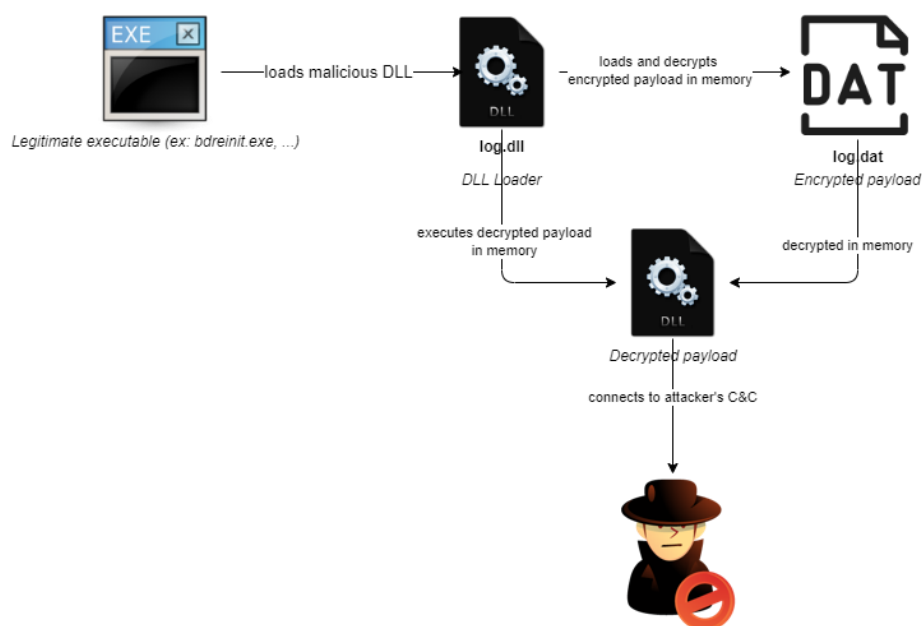 EXE
loads malicious DLL
DLL
loads and decrypts
encrypted payload in memory
DAT
Legitimate executable (ex: bdreinit.exe, ...)
log.dll
DLL Loader
log.dat
Encrypted payload
executes decrypted payload
in memory
decrypted in memory
DLL
Decrypted payload
connects to attacker's C&C